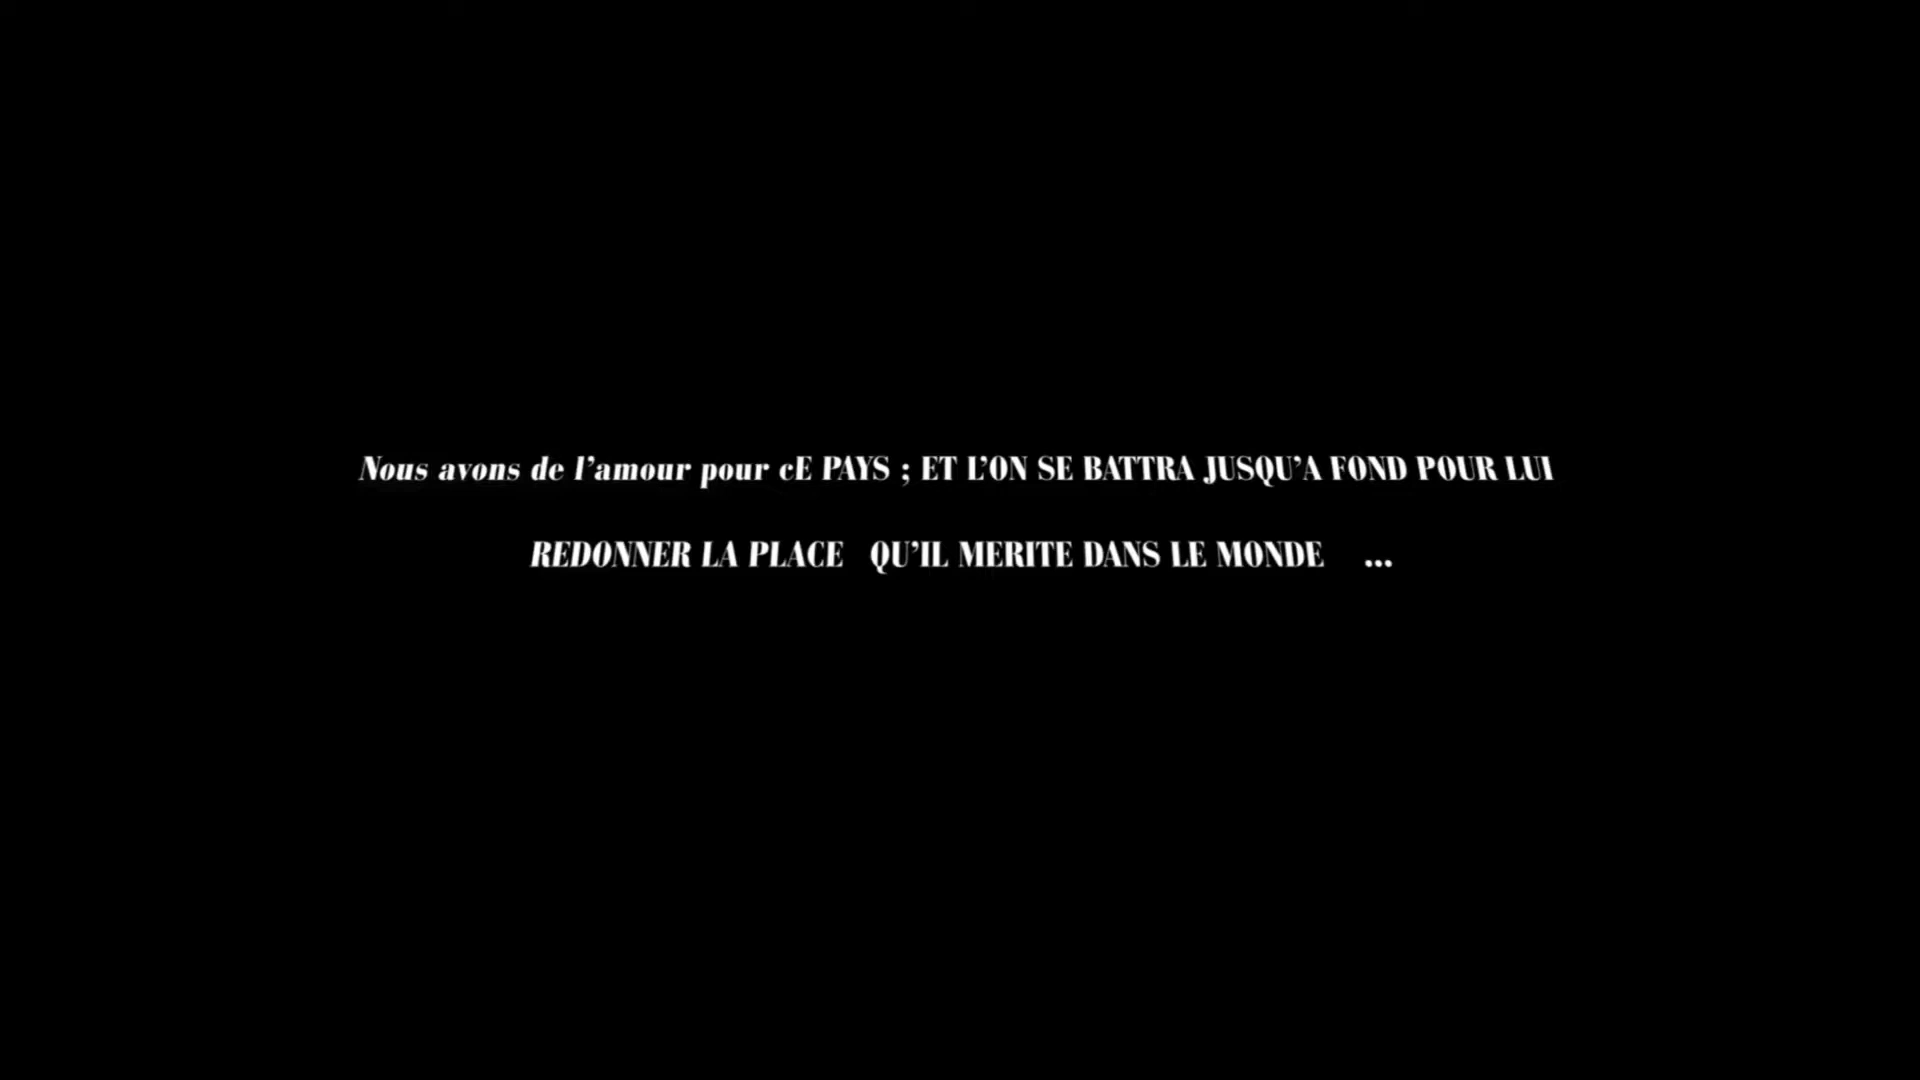 Nous avons de l’amour pour cE PAYS ; ET L’ON SE BATTRA JUSQU’A FOND POUR LUI
REDONNER LA PLACE QU’IL MERITE DANS LE MONDE ...